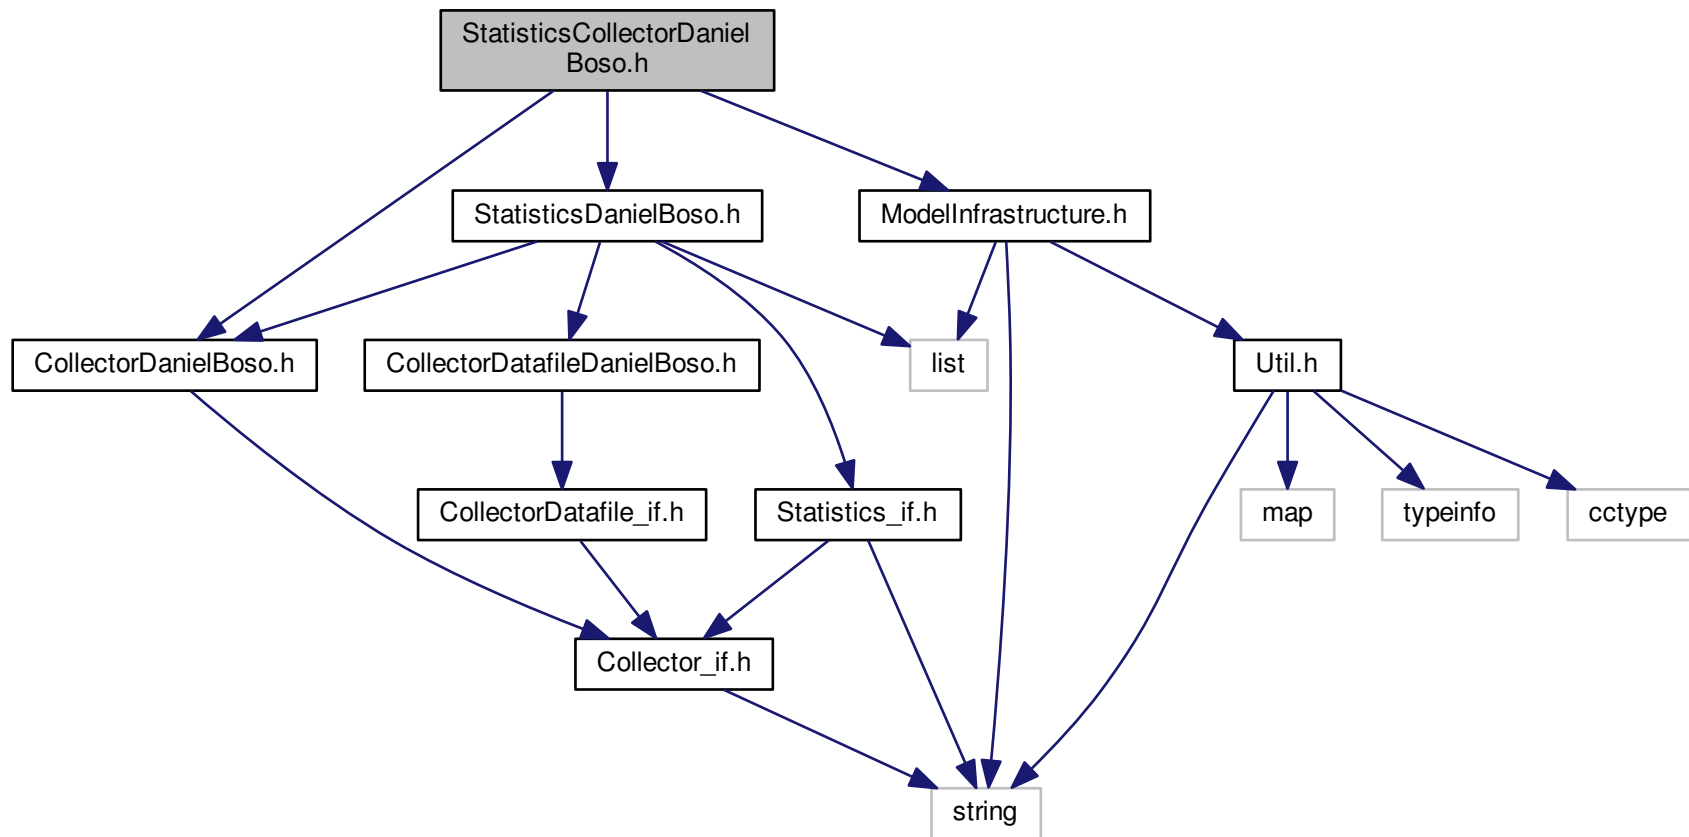 StatisticsCollectorDaniel
Boso.h
StatisticsDanielBoso.h
ModelInfrastructure.h
CollectorDanielBoso.h
CollectorDatafileDanielBoso.h
list
Util.h
CollectorDatafile_if.h
Statistics_if.h
map
typeinfo
cctype
Collector_if.h
string